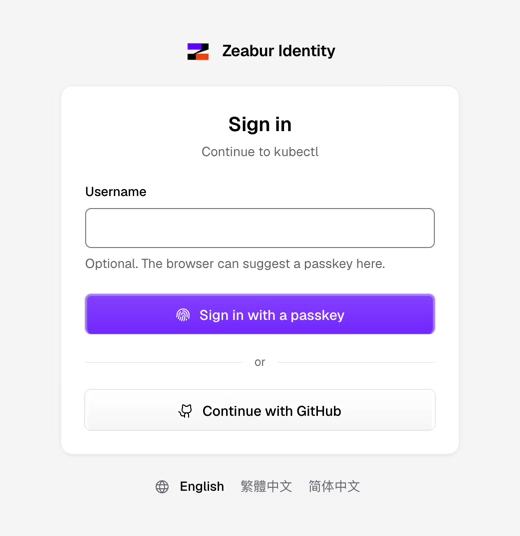 Zeabur Identity
Sign in
Continue to kubectl
Username
Optional. The browser can suggest a passkey here.
Sign in with a passkey
or
Continue with GitHub
English 繁體中文 简体中文